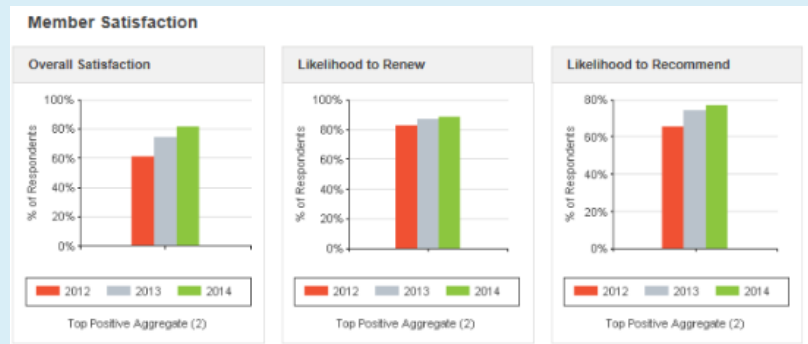 Member Satisfaction
Overall Satisfaction
100%
80%
60%
40%
20%
0%
% of Respondents
2012 2013 2014
Top Positive Aggregate (2)
Likelihood to Renew
100%
80%
60%
40%
20%
0%
% of Respondents
2012 2013 2014
Top Positive Aggregate (2)
Likelihood to Recommend
80%
60%
40%
20%
0%
% of Respondents
2012 2013 2014
Top Positive Aggregate (2)